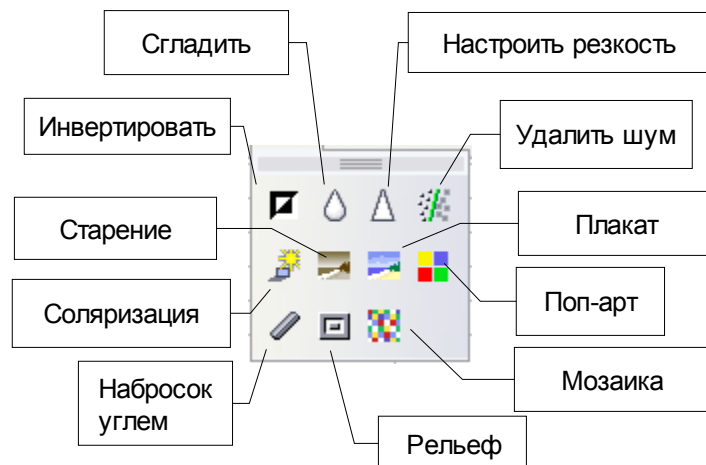 Сгладить
Настроить резкость
Инвертировать
Удалить шум
Старение
Плакат
Соляризация
Поп-арт
Набросок
углем
Мозаика
Рельеф